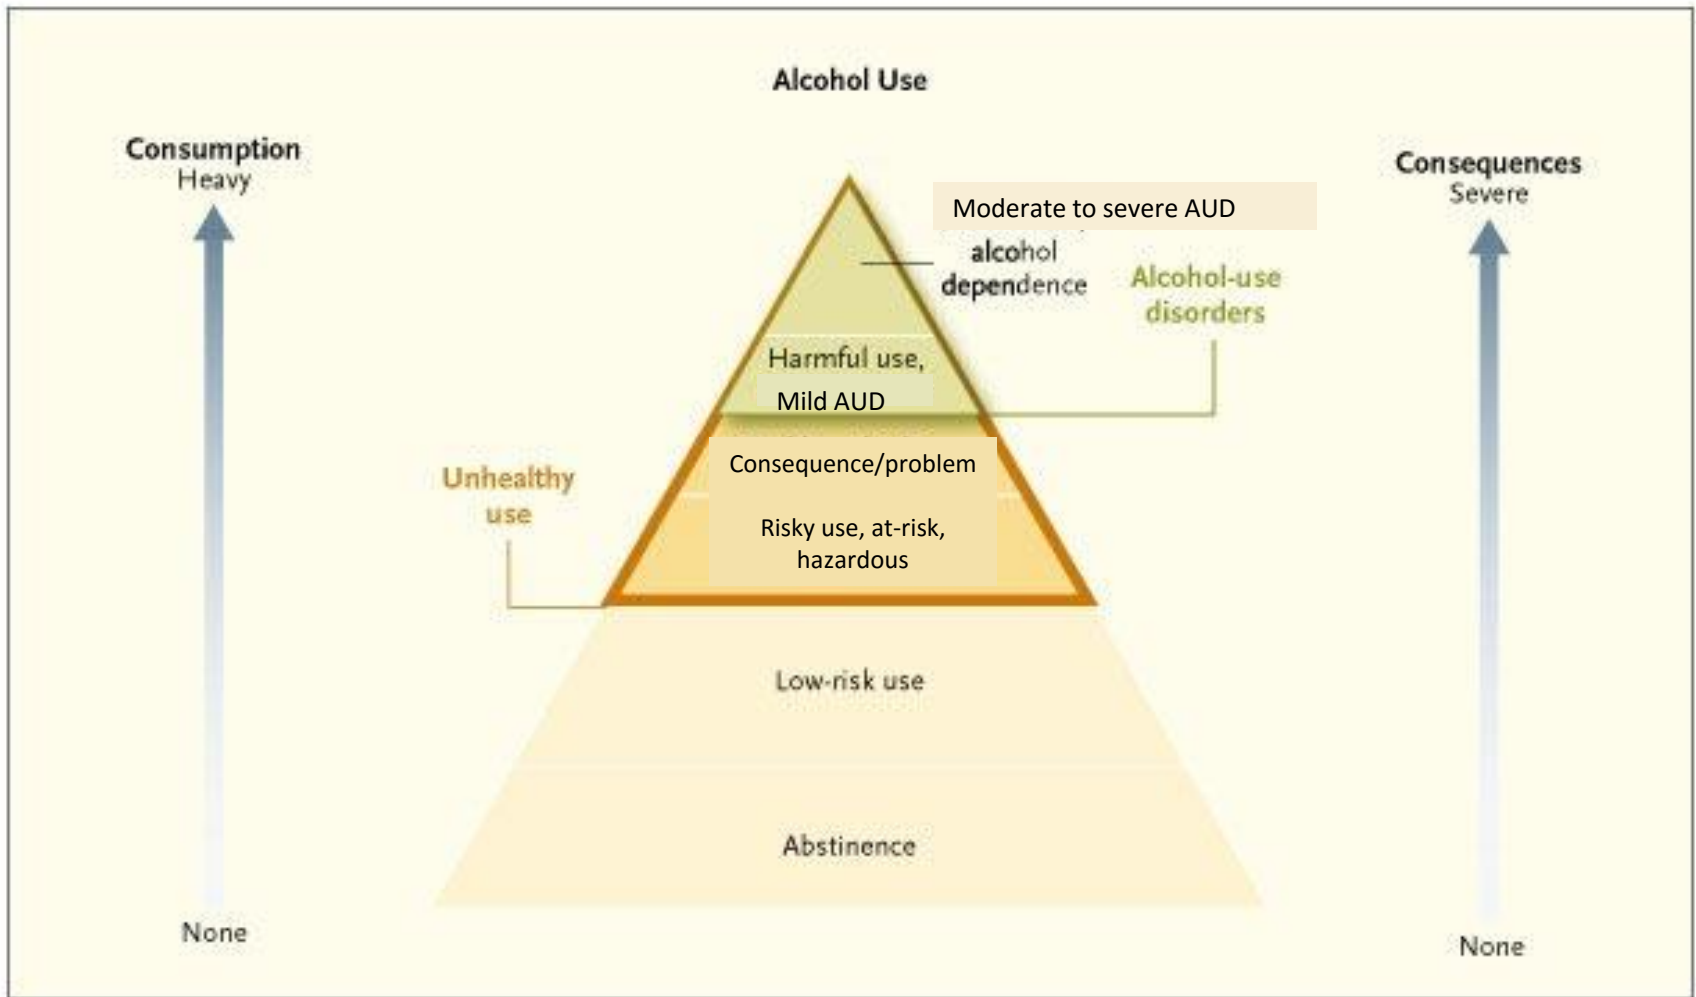 Alcohol Use
Consumption
Heavy
Consequences
Severe
Moderate to severe AUD
alcohol
dependence
Alcohol-use
disorders
Harmful use,
Mild AUD
Consequence/problem
Unhealthy
use
Risky use, at-risk,
hazardous
Low-risk use
Abstinence
None
None